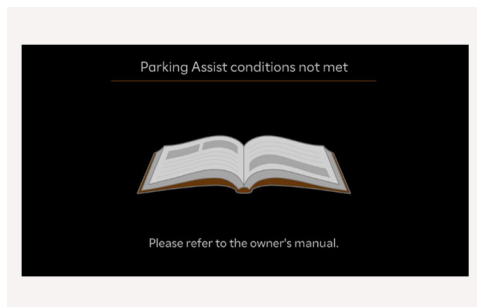 Parking Assist conditions not met
Please refer to the owner's manual.